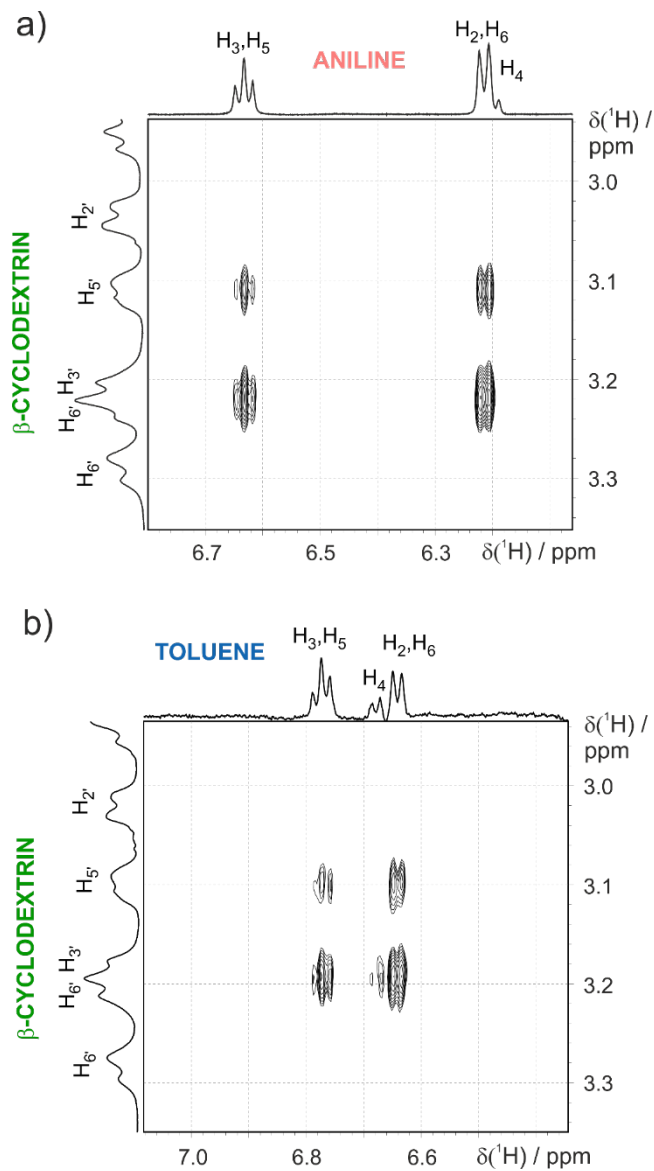 a)
H₃,H₅
ANILINE
H₂,H₆
H₄
δ(¹H) /
ppm
β-CYCLODEXTRIN
H₂'
H₅'
H₆' H₃'
H₆'
3.0
3.1
3.2
3.3
6.7
6.5
6.3
δ(¹H) / ppm
b)
TOLUENE
H₃,H₅
H₄
H₂,H₆
δ(¹H) /
ppm
β-CYCLODEXTRIN
H₂'
H₅'
H₆' H₃'
H₆'
3.0
3.1
3.2
3.3
7.0
6.8
6.6
δ(¹H) / ppm